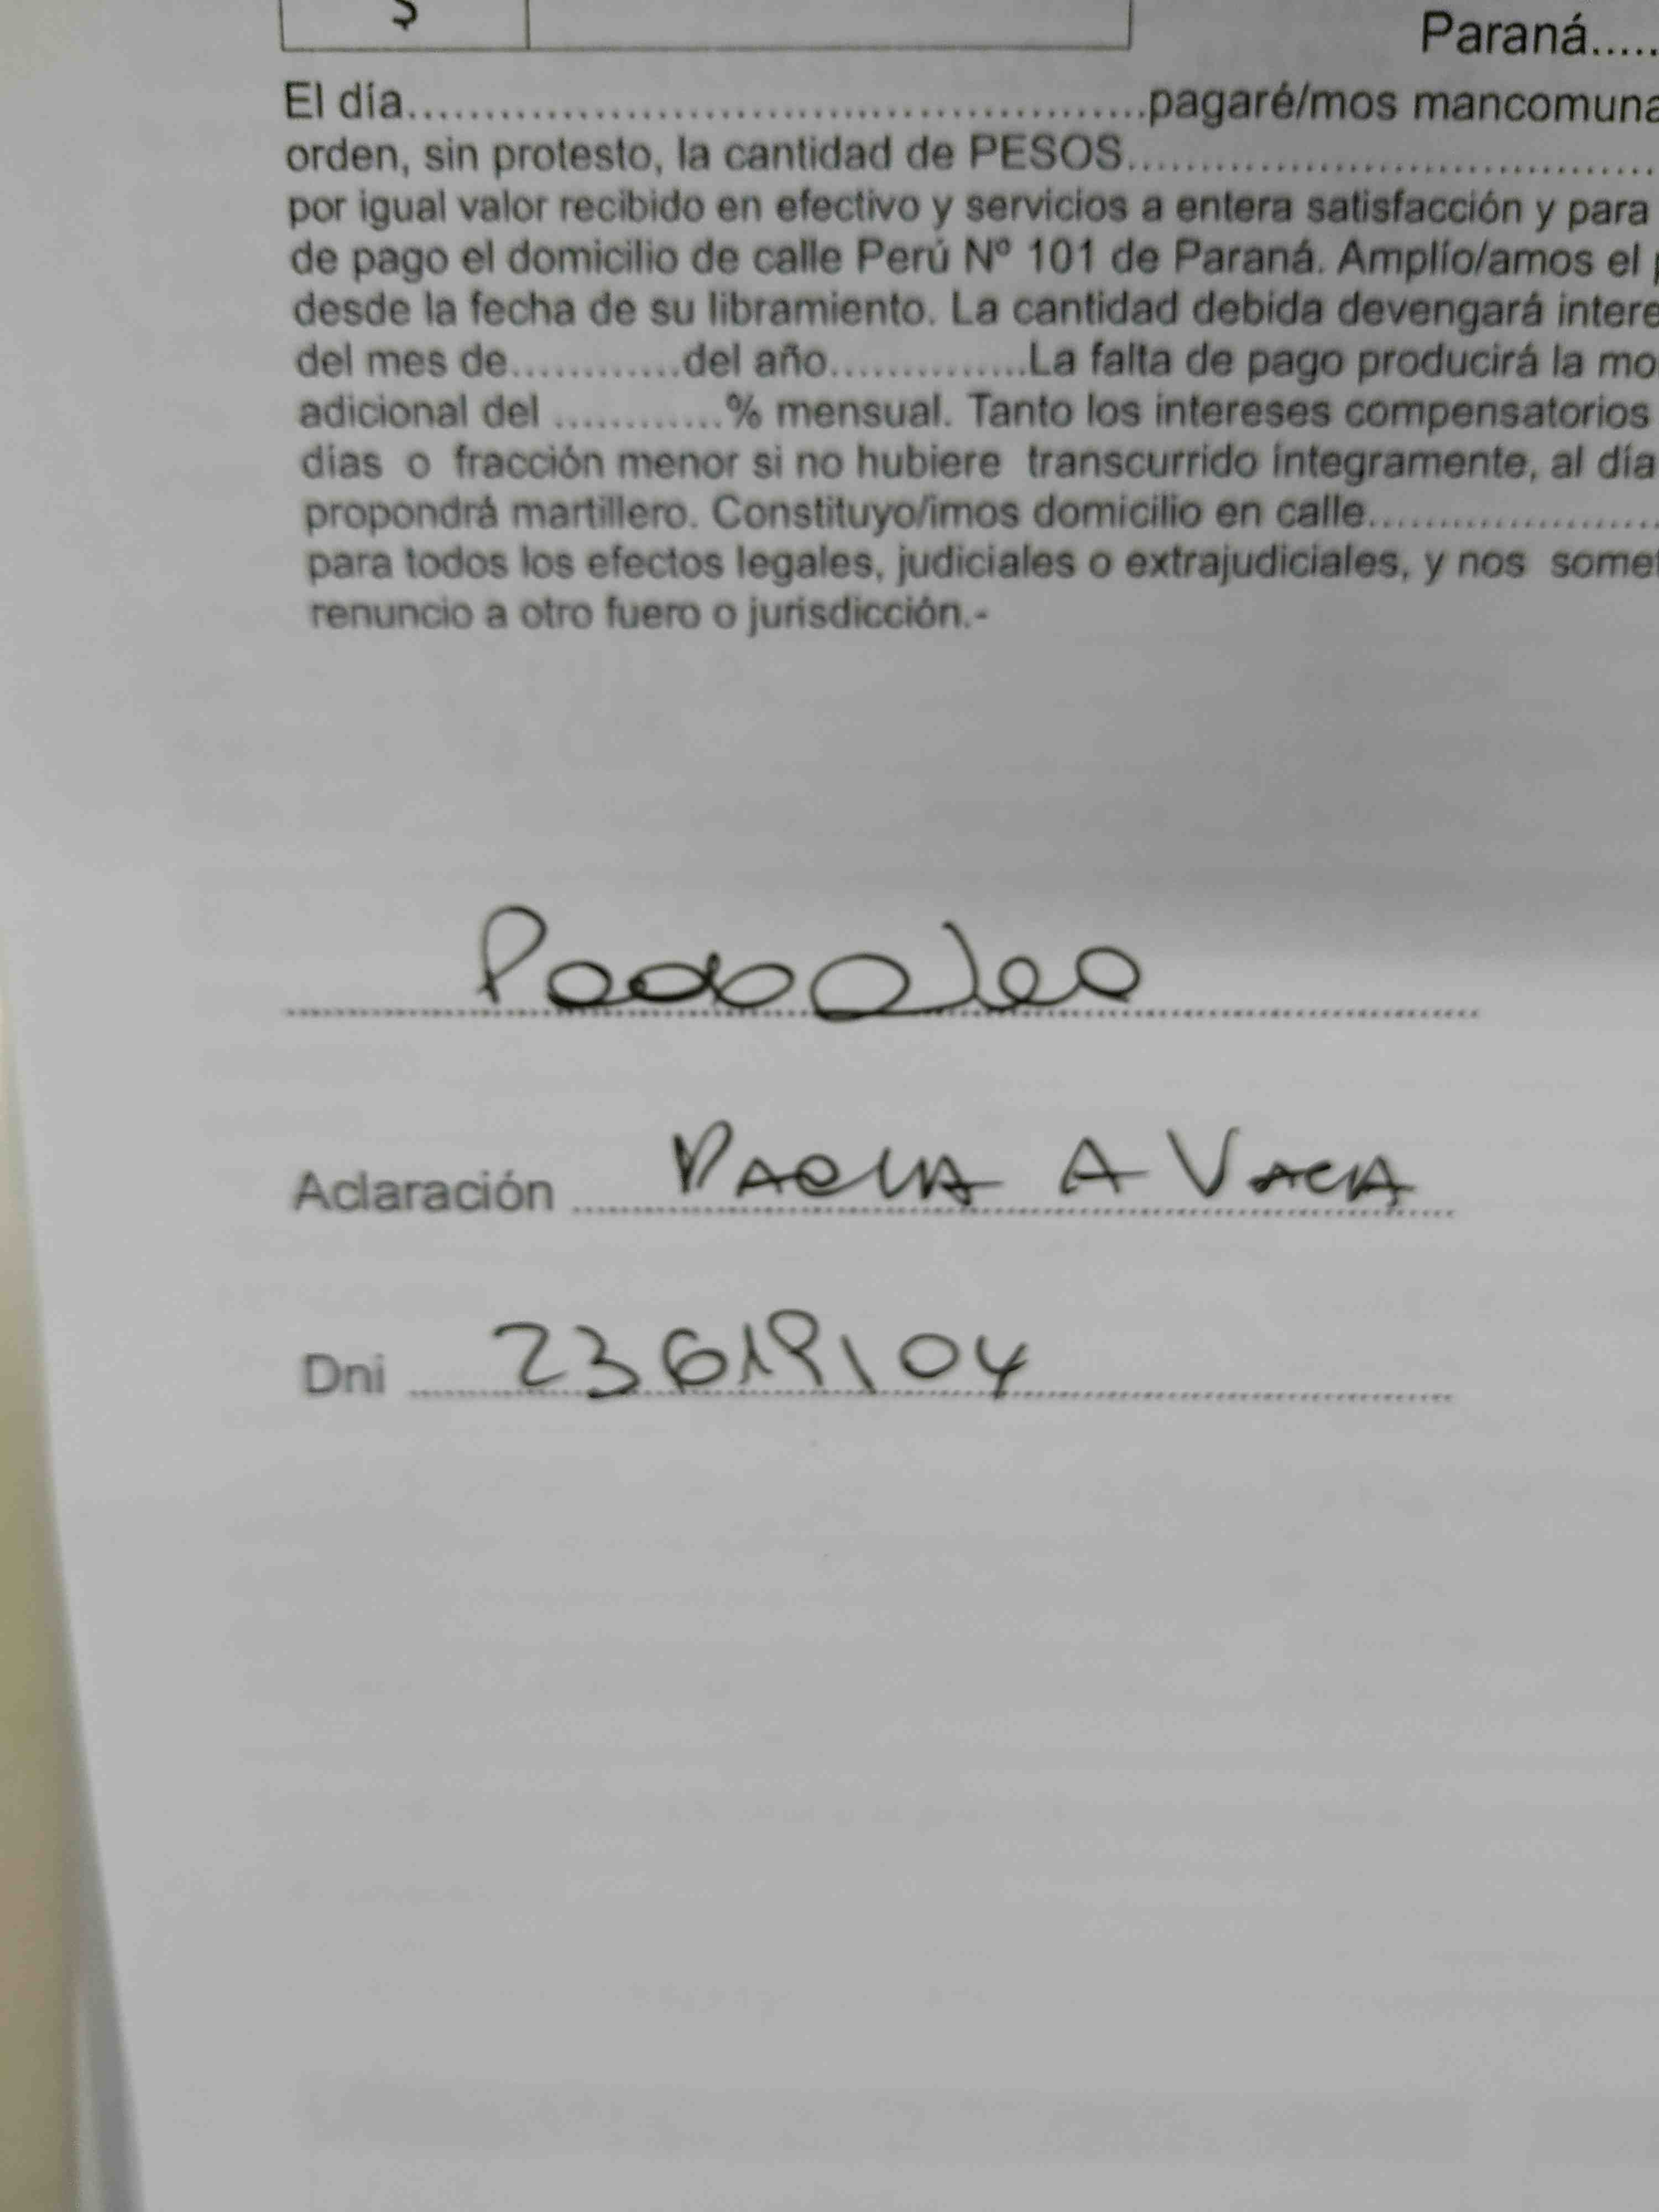 $
Paraná.....
El día................................................pagaré/mos mancomuna
orden, sin protesto, la cantidad de PESOS....................................
por igual valor recibido en efectivo y servicios a entera satisfacción y para
de pago el domicilio de calle Perú Nº 101 de Paraná. Amplío/amos el p
desde la fecha de su libramiento. La cantidad debida devengará intere
del mes de............del año..............La falta de pago producirá la mo
adicional del ............% mensual. Tanto los intereses compensatorios
días o fracción menor si no hubiere transcurrido íntegramente, al día
propondrá martillero. Constituyo/imos domicilio en calle.....................
para todos los efectos legales, judiciales o extrajudiciales, y nos somet
renuncio a otro fuero o jurisdicción.-
Aclaración A VACA
Dni 23619104